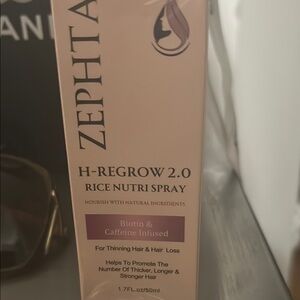 ZEPHTA
H-REGROW 2.0
RICE NUTRI SPRAY
NOURISH WITH NATURAL INGREDIENTS
Biotin &
Caffeine Infused
For Thinning Hair & Hair Loss
Helps To Promote The
Number Of Thicker, Longer &
Stronger Hair
1.7FL.oz/50ml
ANI